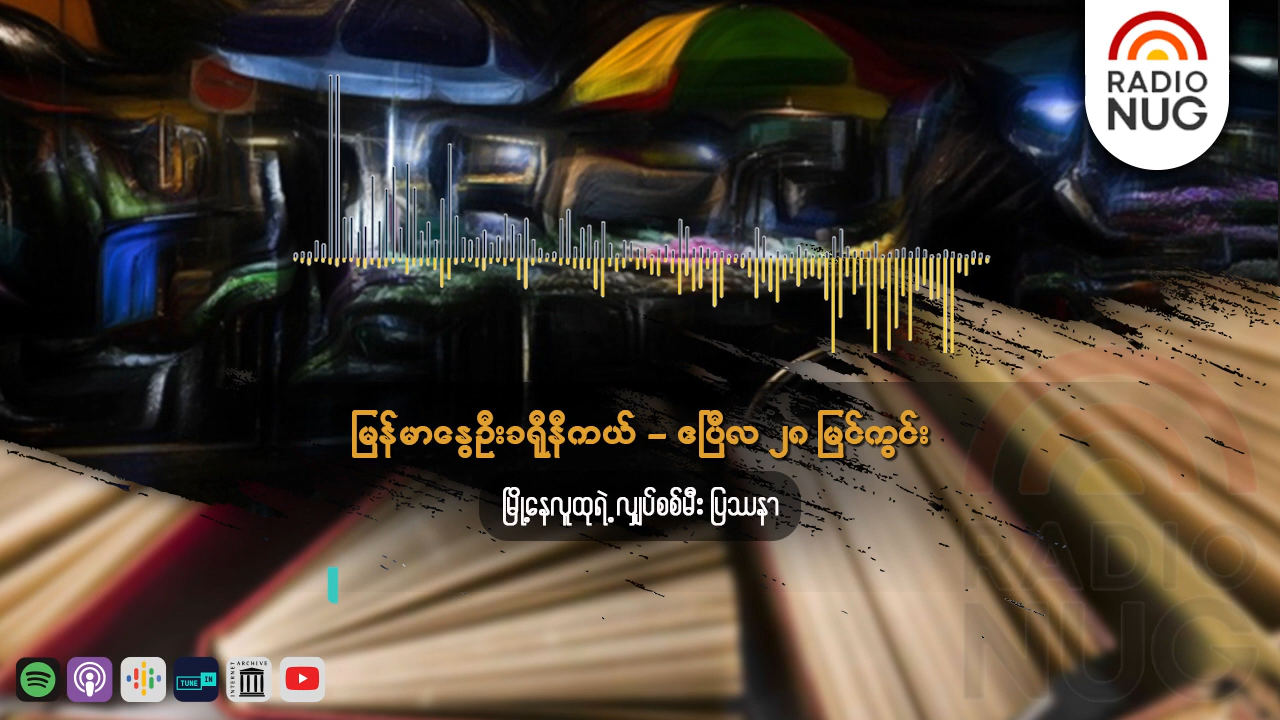 RADIO
NUG
မြန်မာနွေဦးခရိုနီကယ် – ဧပြီလ ၂၈ မြင်ကွင်း
မြို့နေလူထုရဲ့ လျှပ်စစ်မီး ပြဿနာ
RADIO
NUG
TUNE IN
INTERNET ARCHIVE